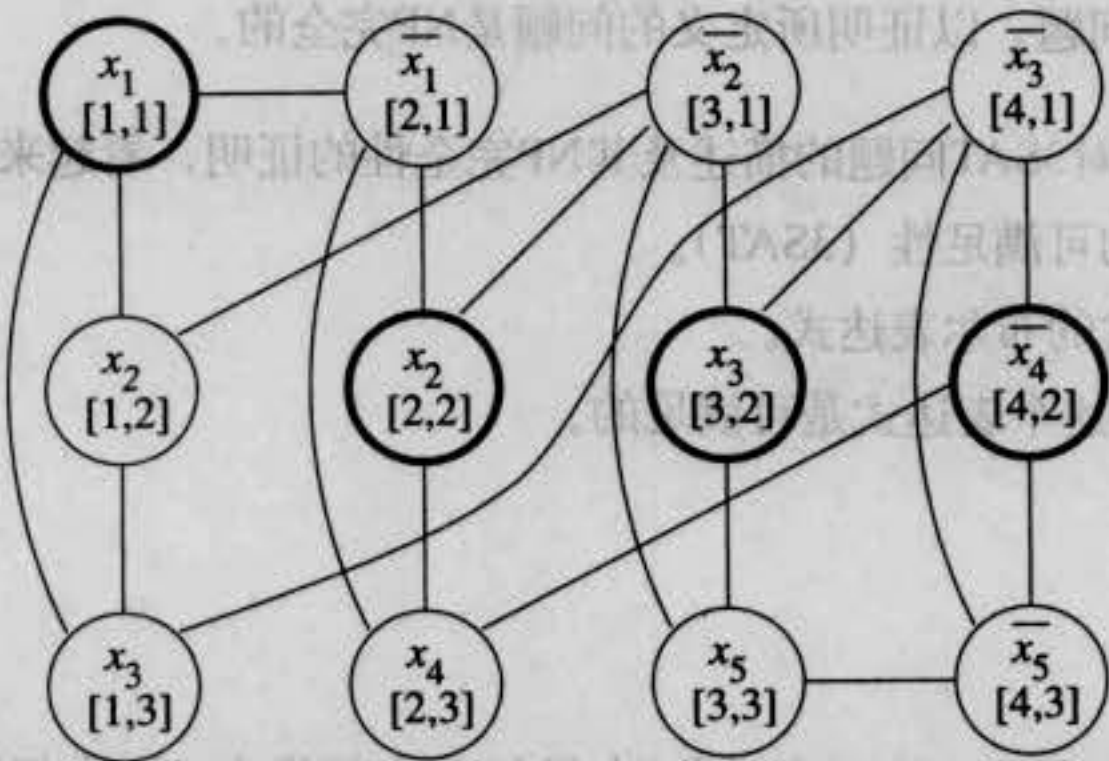 x₁ x̅₁ x̅₂ x̅₃
[1,1] [2,1] [3,1] [4,1]
x₂ x₂ x₃ x̅₄
[1,2] [2,2] [3,2] [4,2]
x₃ x₄ x₅ x̅₅
[1,3] [2,3] [3,3] [4,3]